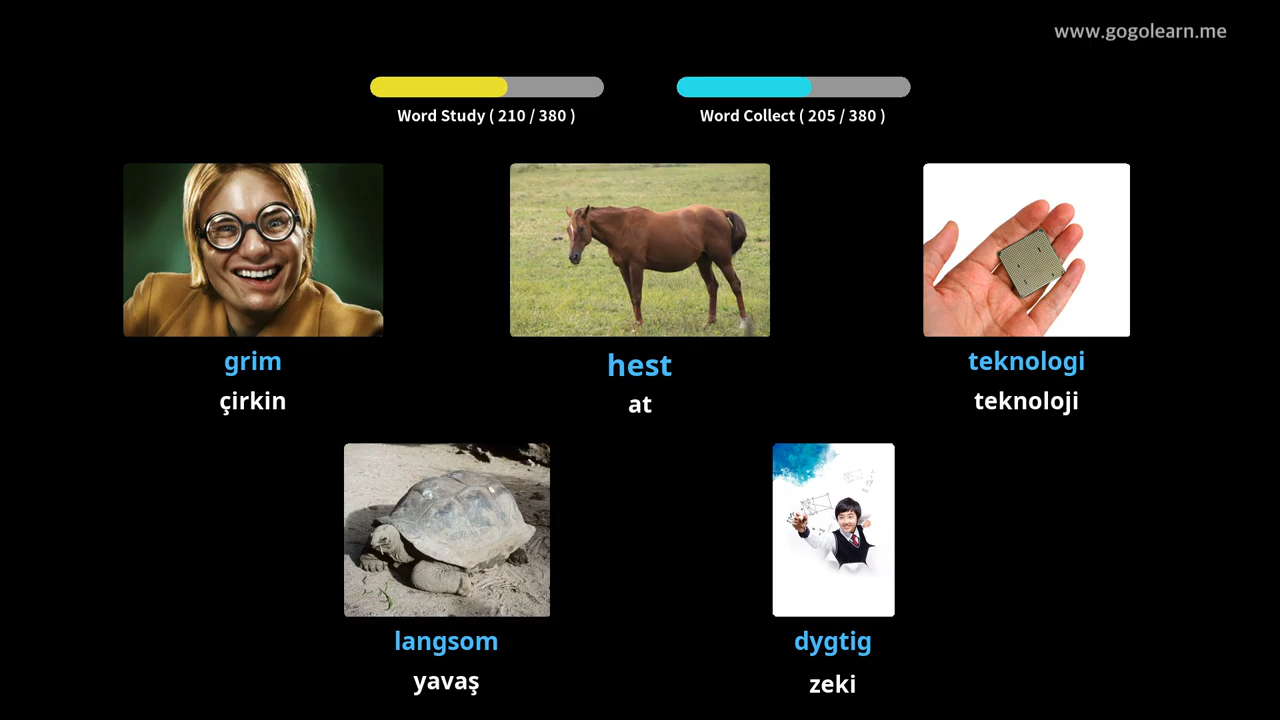 www.gogolearn.me
Word Study ( 210 / 380 )
Word Collect ( 205 / 380 )
grim
çirkin
hest
at
teknologi
teknoloji
langsom
yavaş
dygtig
zeki